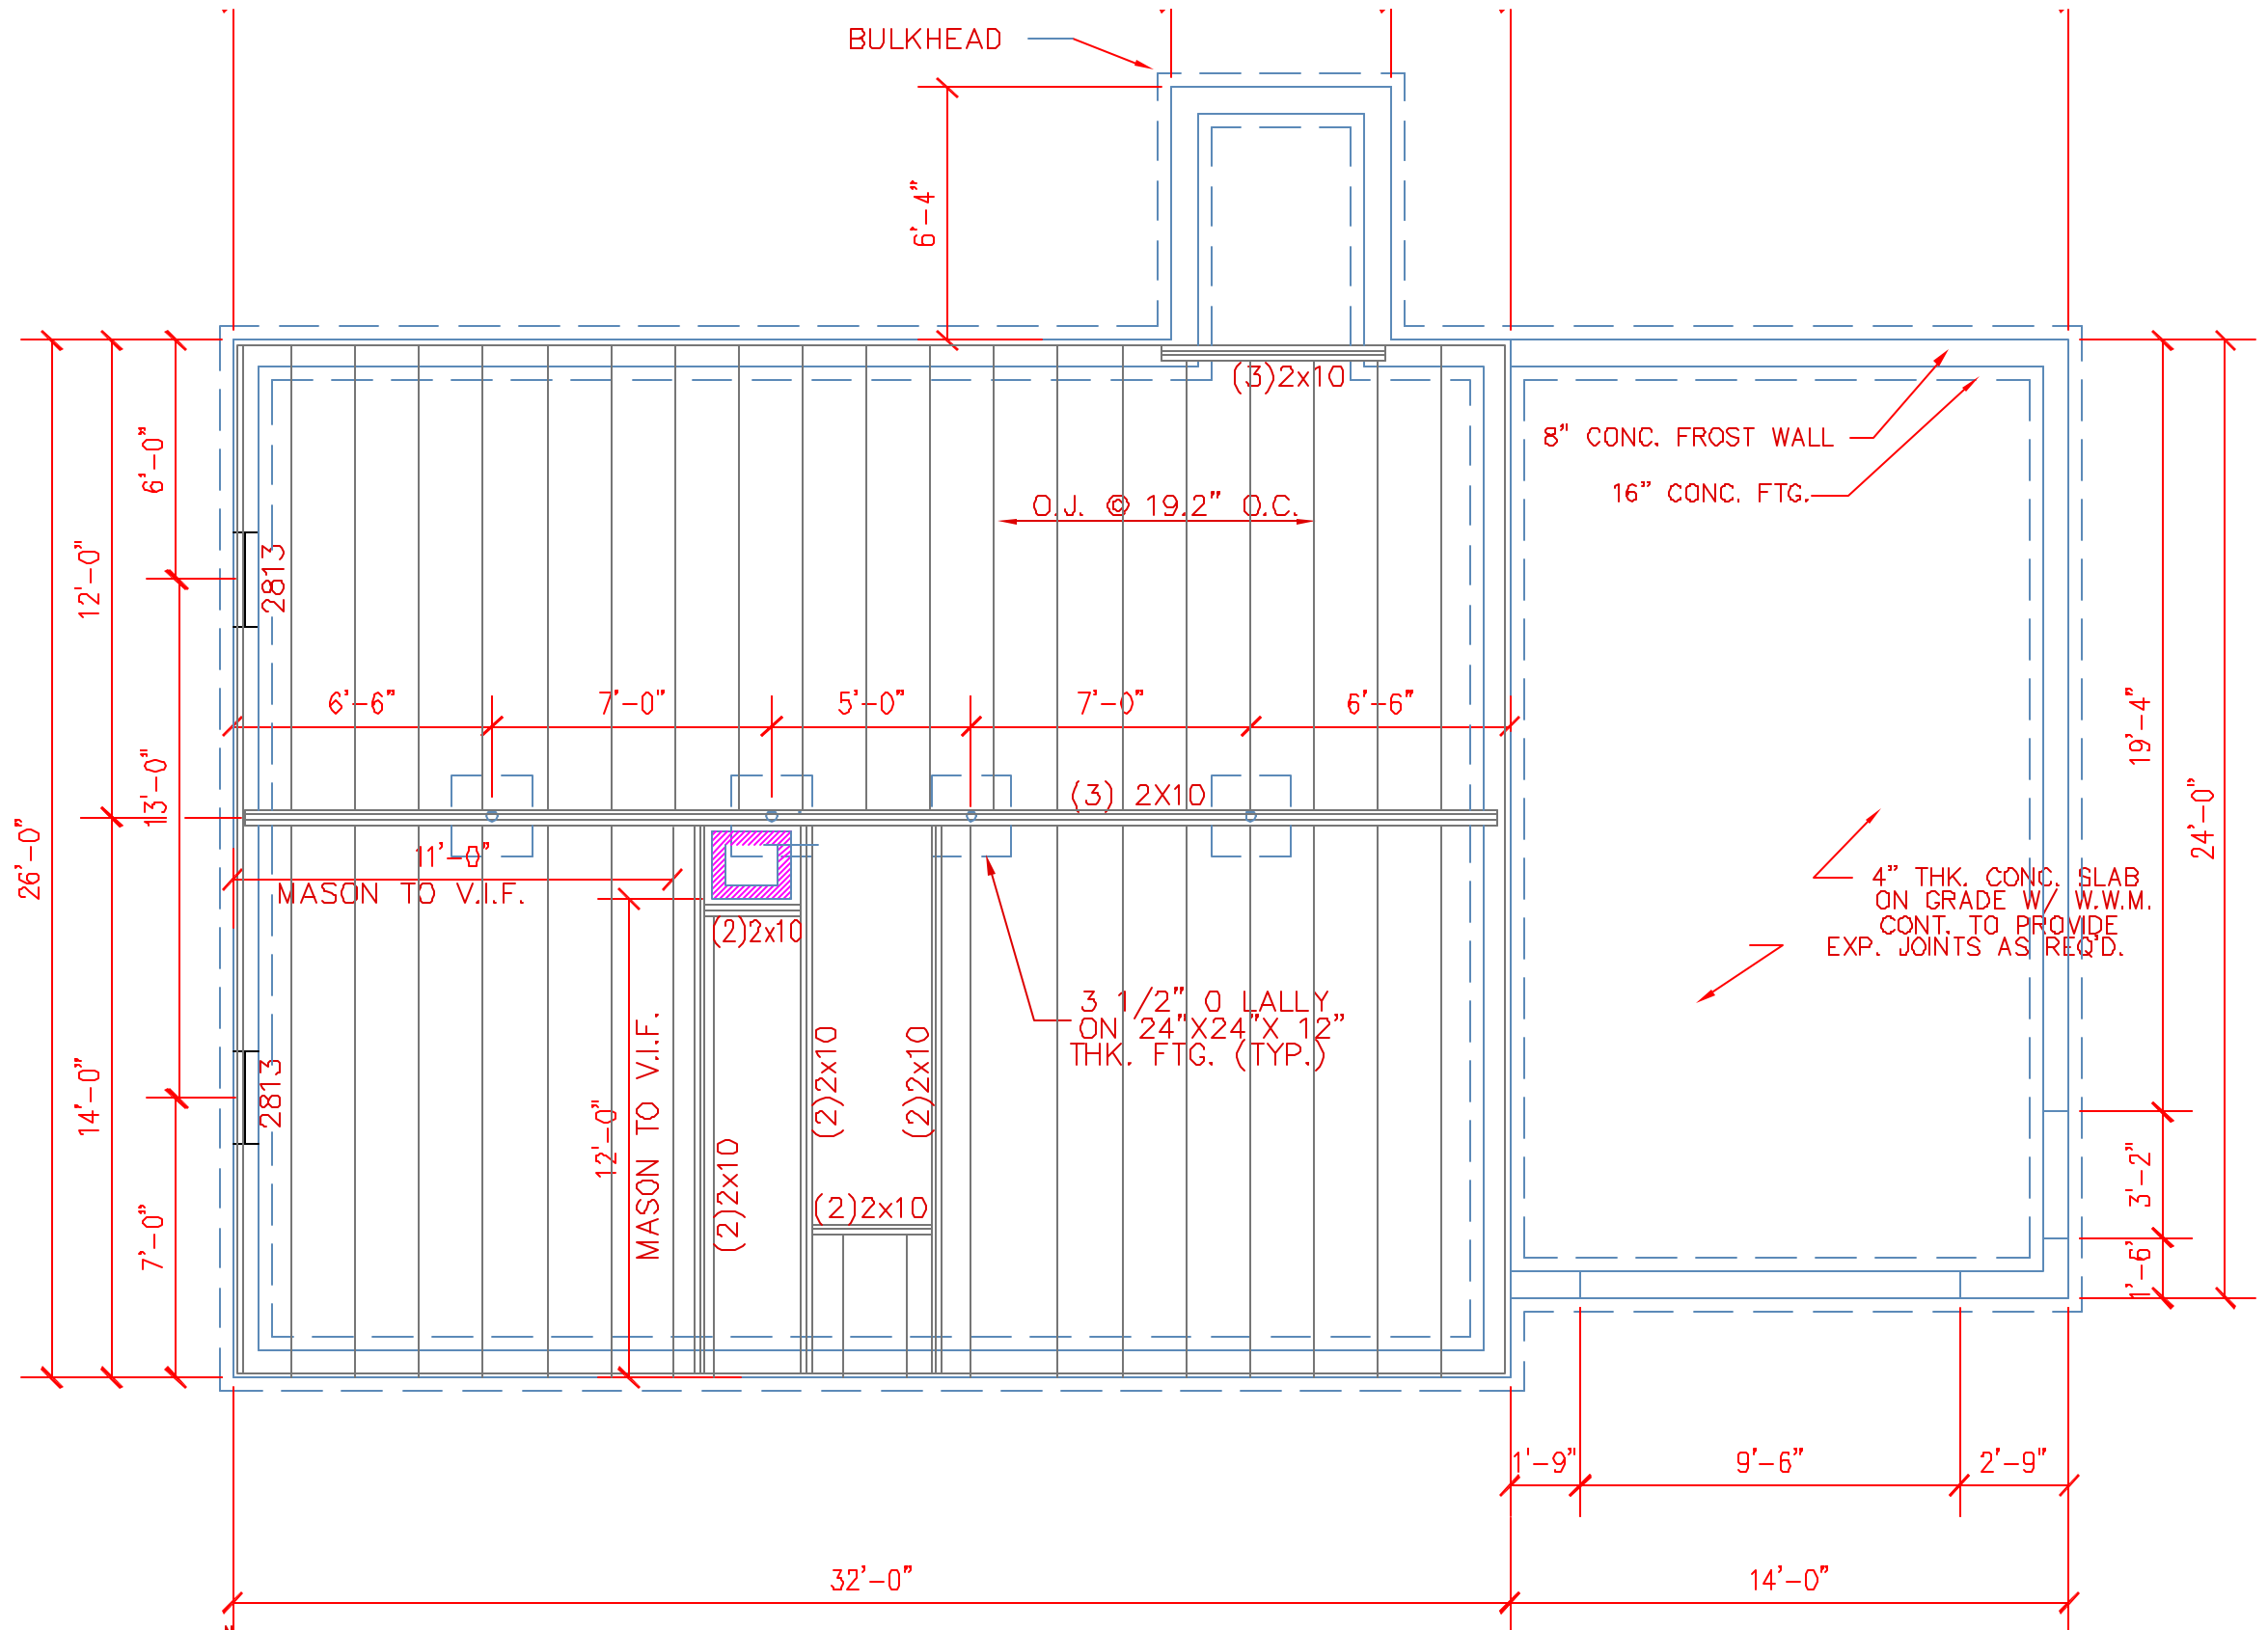 BULKHEAD
6'-4"
(3)2x10
8" CONC. FROST WALL
16" CONC. FTG.
O.J. @ 19.2" O.C.
6'-0"
12'-0"
2813
26'-0"
13'-0"
6'-6"
7'-0"
5'-0"
7'-0"
6'-6"
19'-4"
24'-0"
(3) 2X10
11'-0"
MASON TO V.I.F.
(2)2x10
4" THK. CONC. SLAB
ON GRADE W/ W.W.M.
CONT. TO PROVIDE
EXP. JOINTS AS REQ'D.
3 1/2" O LALLY
ON 24"X24"X 12"
THK. FTG. (TYP.)
14'-0"
7'-0"
2813
12'-0"
MASON TO V.I.F.
(2)2x10
(2)2x10
(2)2x10
(2)2x10
3'-2"
1'-6"
1'-9"
9'-6"
2'-9"
32'-0"
14'-0"